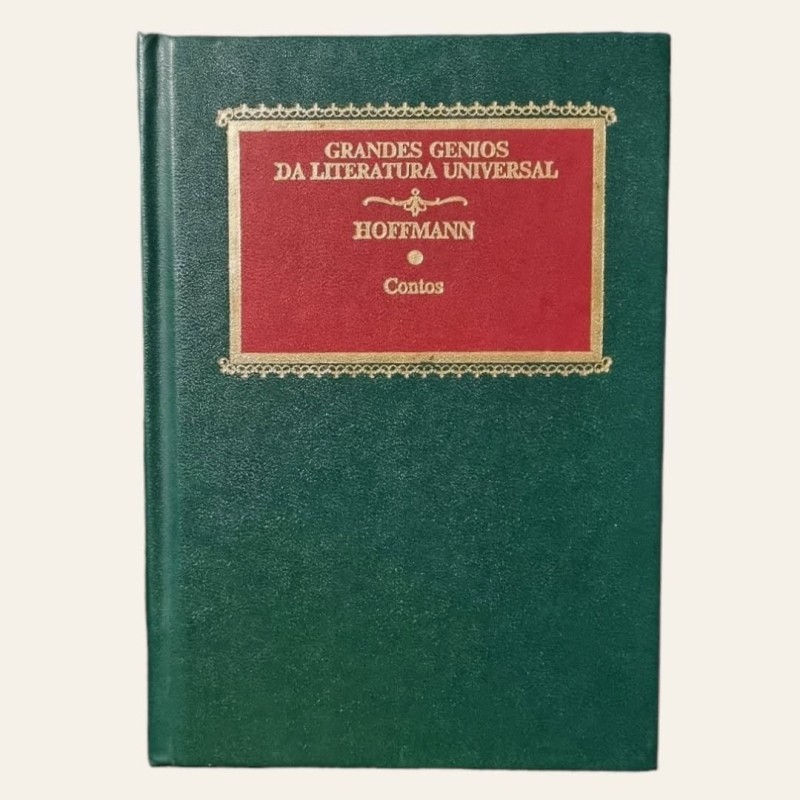 GRANDES GENIOS
DA LITERATURA UNIVERSAL
HOFFMANN
Contos